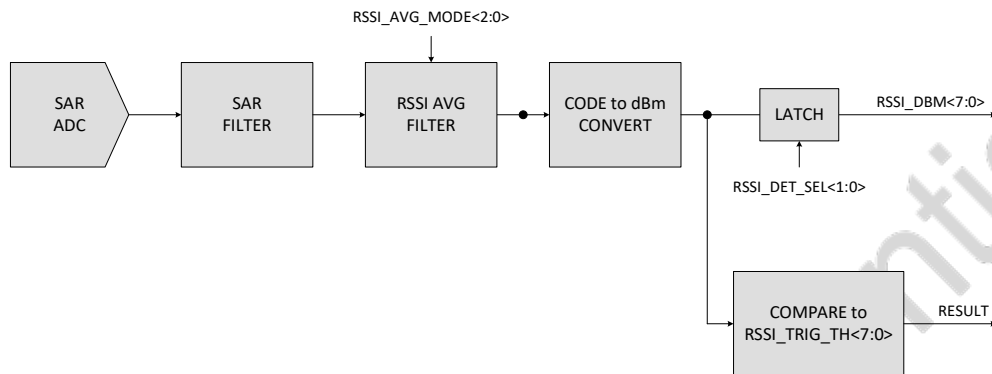 RSSI_AVG_MODE<2:0>
SAR
ADC
SAR
FILTER
RSSI AVG
FILTER
CODE to dBm
CONVERT
LATCH
RSSI_DBM<7:0>
RSSI_DET_SEL<1:0>
COMPARE to
RSSI_TRIG_TH<7:0>
RESULT